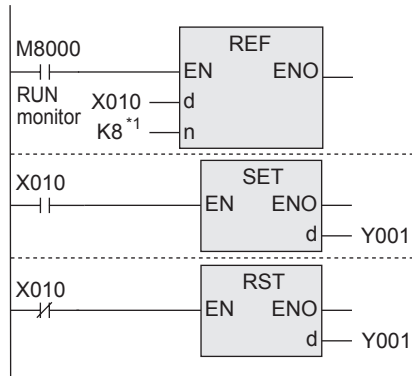 M8000
REF
EN ENO
RUN
monitor
X010 d
K8 *1 n
X010
SET
EN ENO
d Y001
X010
RST
EN ENO
d Y001